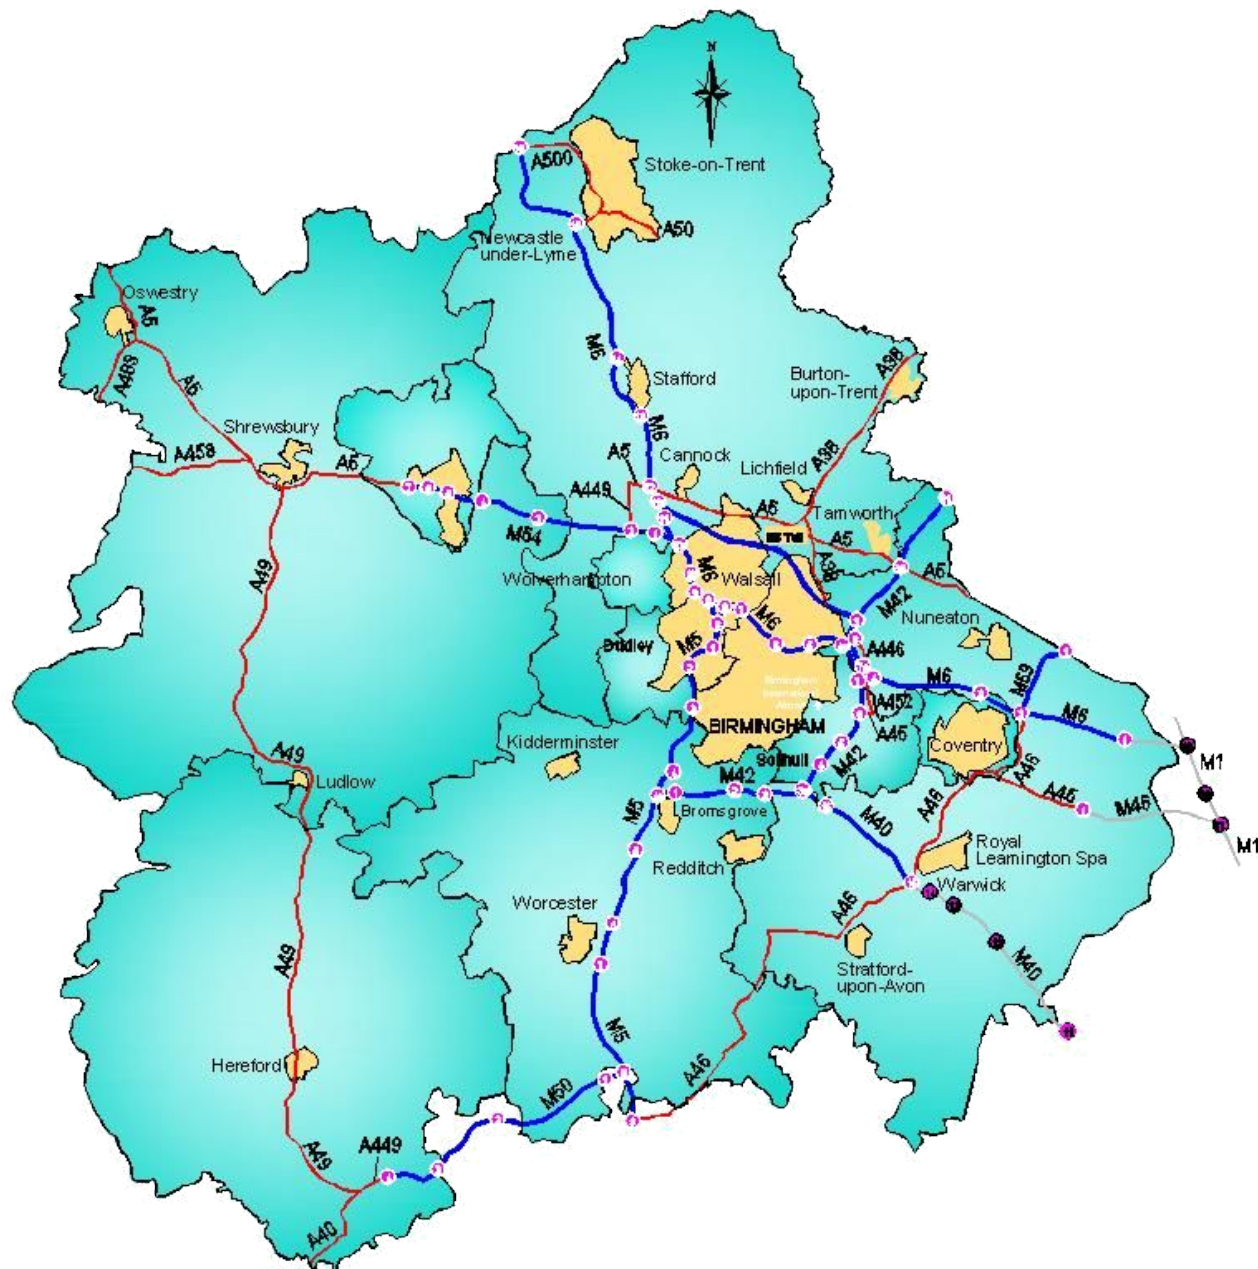 N
A500
Stoke-on-Trent
A50
Newcastle
under-Lyme
Oswestry
A5
A483
A5
M6
Stafford
A38
Burton-
upon-Trent
Shrewsbury
A458
A5
M6
A5
Cannock
Lichfield
A38
A449
A5
Tamworth
M54
A5
A38
A5
A49
Wolverhampton
M6
Walsall
M42
Nuneaton
Dudley
M5
M6
A446
M6
M69
Birmingham
International
Airport
A452
M6
BIRMINGHAM
A45
Kidderminster
Coventry
Solihull
M42
M1
A49
Ludlow
M42
A46
M5
Bromsgrove
A46
A45
M45
M40
M1
Redditch
Royal
Leamington Spa
Warwick
Worcester
A46
A49
M40
Stratford-
upon-Avon
M5
Hereford
A46
M50
A449
A49
A40